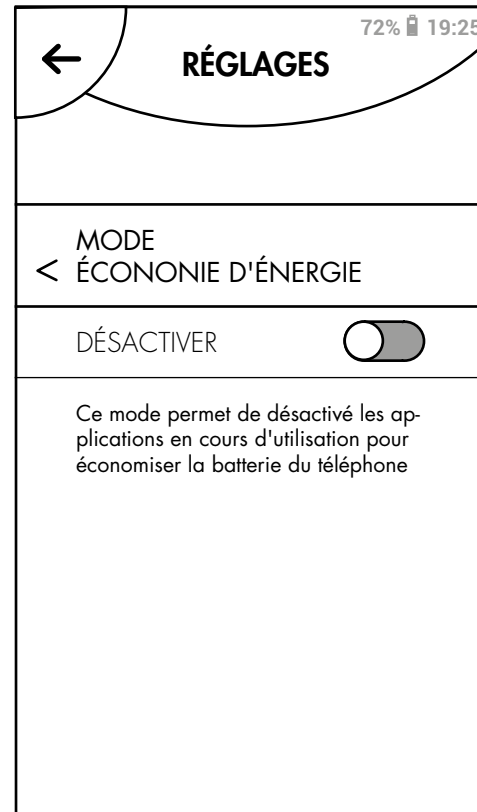 72% 19:25
RÉGLAGES
MODE
< ÉCONONIE D'ÉNERGIE
DÉSACTIVER
Ce mode permet de désactivé les ap-
plications en cours d'utilisation pour
économiser la batterie du téléphone